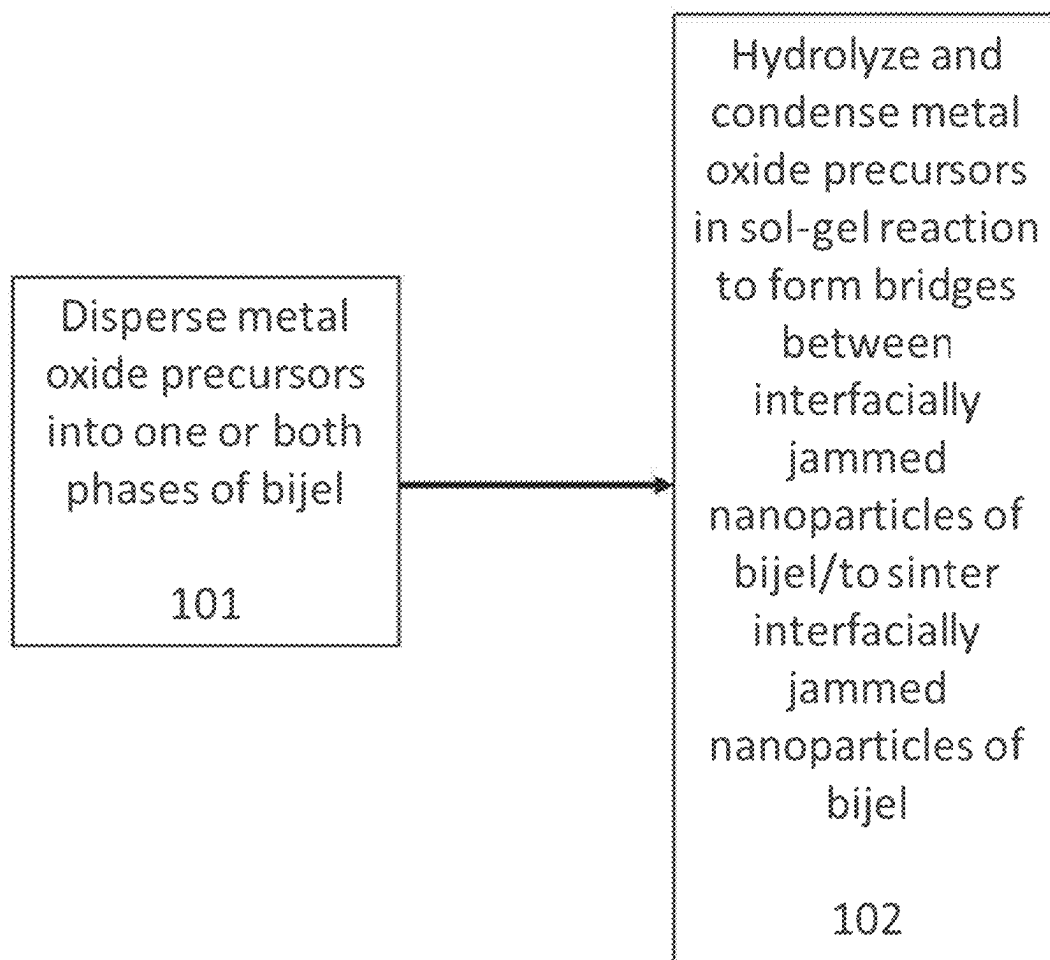 Disperse metal
oxide precursors
into one or both
phases of bijel
101
Hydrolyze and
condense metal
oxide precursors
in sol-gel reaction
to form bridges
between
interfacially
jammed
nanoparticles of
bijel/to sinter
interfacially
jammed
nanoparticles of
bijel
102